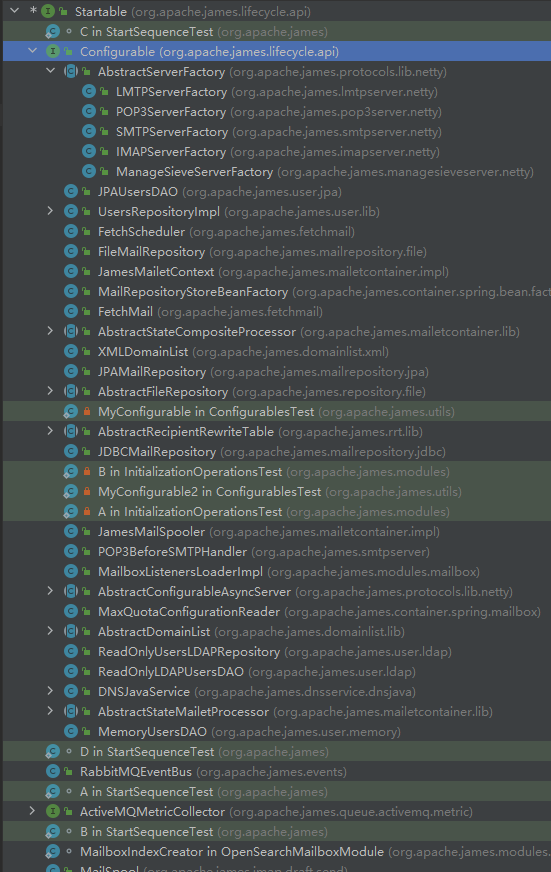 * Startable (org.apache.james.lifecycle.api)
C in StartSequenceTest (org.apache.james)
Configurable (org.apache.james.lifecycle.api)
AbstractServerFactory (org.apache.james.protocols.lib.netty)
LMTPServerFactory (org.apache.james.lmtpserver.netty)
POP3ServerFactory (org.apache.james.pop3server.netty)
SMTPServerFactory (org.apache.james.smtpserver.netty)
IMAPServerFactory (org.apache.james.imapserver.netty)
ManageSieveServerFactory (org.apache.james.managesieveserver.netty)
JPAUsersDAO (org.apache.james.user.jpa)
UsersRepositoryImpl (org.apache.james.user.lib)
FetchScheduler (org.apache.james.fetchmail)
FileMailRepository (org.apache.james.mailrepository.file)
JamesMailetContext (org.apache.james.mailetcontainer.impl)
MailRepositoryStoreBeanFactory (org.apache.james.container.spring.bean.fact
FetchMail (org.apache.james.fetchmail)
AbstractStateCompositeProcessor (org.apache.james.mailetcontainer.lib)
XMLDomainList (org.apache.james.domainlist.xml)
JPAMailRepository (org.apache.james.mailrepository.jpa)
AbstractFileRepository (org.apache.james.repository.file)
MyConfigurable in ConfigurablesTest (org.apache.james.utils)
AbstractRecipientRewriteTable (org.apache.james.rrt.lib)
JDBCMailRepository (org.apache.james.mailrepository.jdbc)
B in InitializationOperationsTest (org.apache.james.modules)
MyConfigurable2 in ConfigurablesTest (org.apache.james.utils)
A in InitializationOperationsTest (org.apache.james.modules)
JamesMailSpooler (org.apache.james.mailetcontainer.impl)
POP3BeforeSMTPHandler (org.apache.james.smtpserver)
MailboxListenersLoaderImpl (org.apache.james.modules.mailbox)
AbstractConfigurableAsyncServer (org.apache.james.protocols.lib.netty)
MaxQuotaConfigurationReader (org.apache.james.container.spring.mailbox)
AbstractDomainList (org.apache.james.domainlist.lib)
ReadOnlyUsersLDAPRepository (org.apache.james.user.ldap)
ReadOnlyLDAPUsersDAO (org.apache.james.user.ldap)
DNSJavaService (org.apache.james.dnsservice.dnsjava)
AbstractStateMailetProcessor (org.apache.james.mailetcontainer.lib)
MemoryUsersDAO (org.apache.james.user.memory)
D in StartSequenceTest (org.apache.james)
RabbitMQEventBus (org.apache.james.events)
A in StartSequenceTest (org.apache.james)
ActiveMQMetricCollector (org.apache.james.queue.activemq.metric)
B in StartSequenceTest (org.apache.james)
MailboxIndexCreator in OpenSearchMailboxModule (org.apache.james.modules.
MailSpool (org.apache.james.jmap.draft.send)